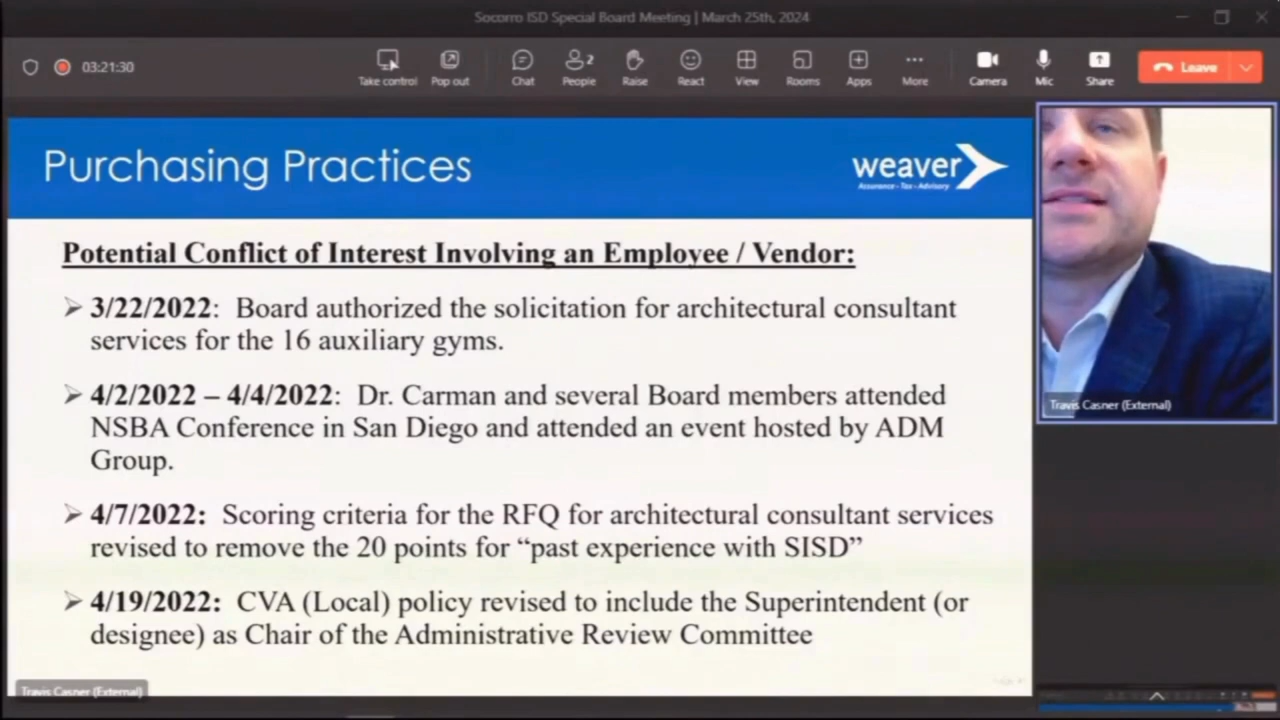 Socorro ISD Special Board Meeting | March 25th, 2024
03:21:30
Take control
Pop out
Chat
People
2
Raise
React
View
Rooms
Apps
More
Camera
Mic
Share
Leave
Purchasing Practices
weaver
Assurance • Tax • Advisory
Potential Conflict of Interest Involving an Employee / Vendor:
➢ 3/22/2022: Board authorized the solicitation for architectural consultant
services for the 16 auxiliary gyms.
➢ 4/2/2022 – 4/4/2022: Dr. Carman and several Board members attended
NSBA Conference in San Diego and attended an event hosted by ADM
Group.
➢ 4/7/2022: Scoring criteria for the RFQ for architectural consultant services
revised to remove the 20 points for “past experience with SISD”
➢ 4/19/2022: CVA (Local) policy revised to include the Superintendent (or
designee) as Chair of the Administrative Review Committee
Travis Casner (External)
Travis Casner (External)